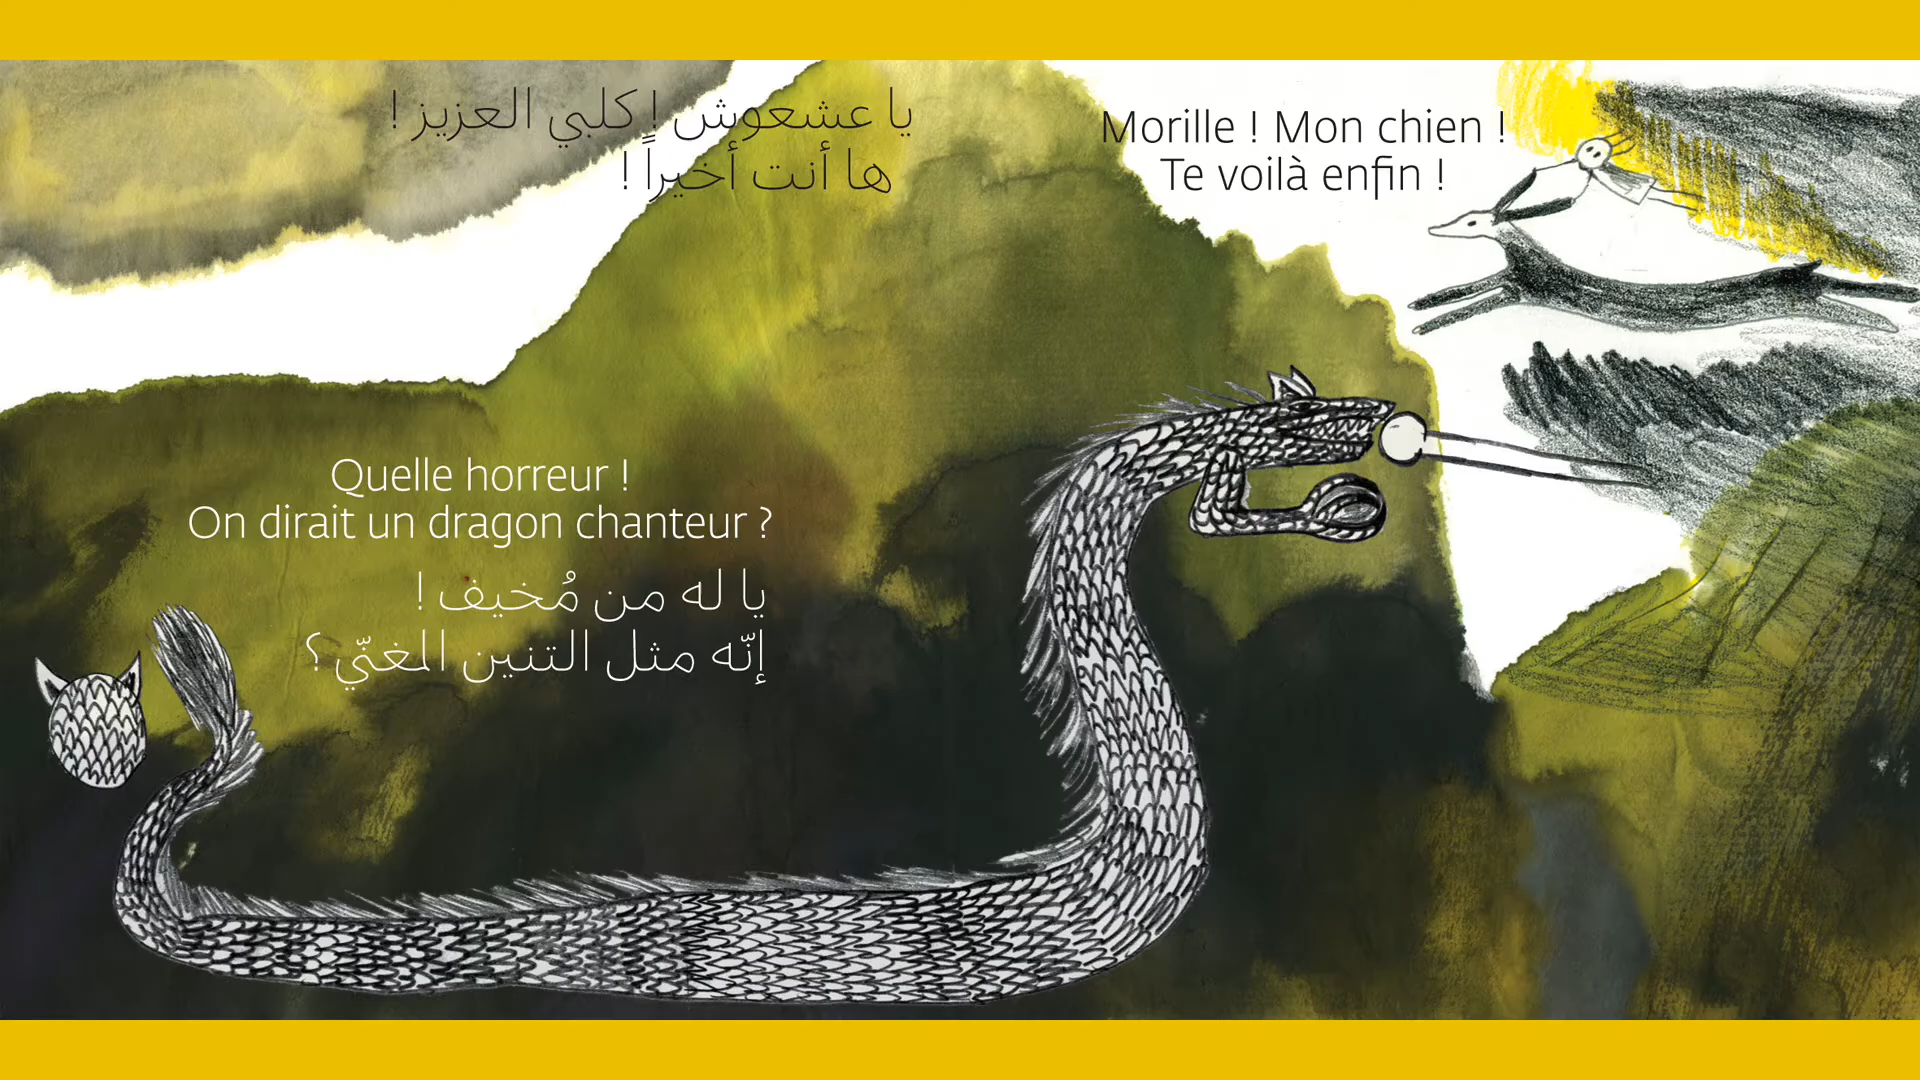 يا عشعوش ! كلبي العزيز !
ها أنت أخيراً !
Morille ! Mon chien !
Te voilà enfin !
Quelle horreur !
On dirait un dragon chanteur ?
يا له من مُخيف !
إنّه مثل التنين المغنّي ؟